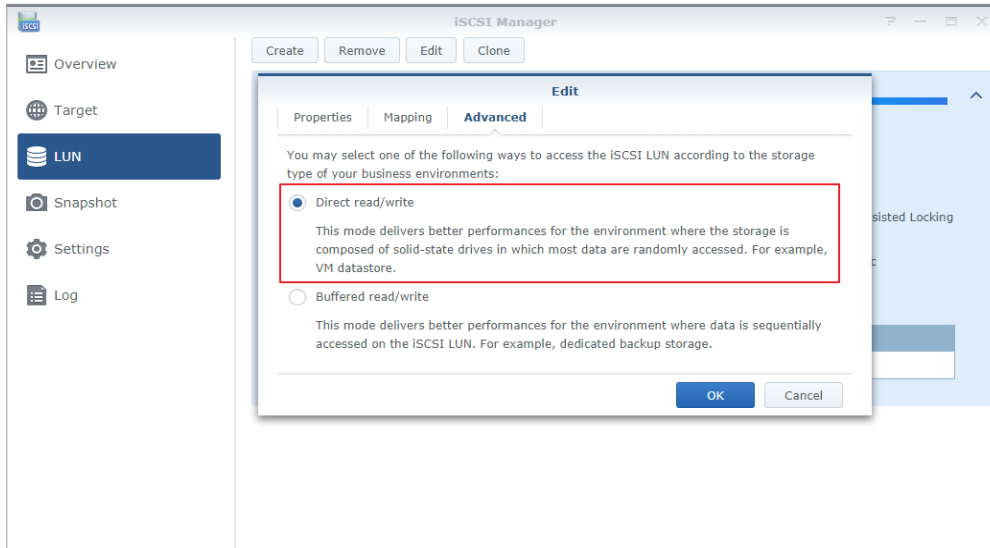 iSCSI
iSCSI Manager
Overview
Target
LUN
Snapshot
Settings
Log
Create Remove Edit Clone
Edit
Properties Mapping Advanced
You may select one of the following ways to access the iSCSI LUN according to the storage
type of your business environments:
Direct read/write
This mode delivers better performances for the environment where the storage is
composed of solid-state drives in which most data are randomly accessed. For example,
VM datastore.
Buffered read/write
This mode delivers better performances for the environment where data is sequentially
accessed on the iSCSI LUN. For example, dedicated backup storage.
OK Cancel
Locking